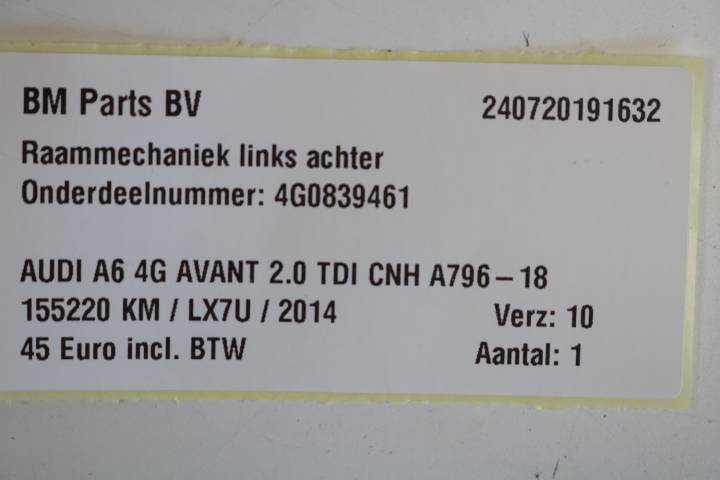 BM Parts BV 240720191632
Raammechaniek links achter
Onderdeelnummer: 4G0839461
AUDI A6 4G AVANT 2.0 TDI CNH A796-18
155220 KM / LX7U / 2014 Verz: 10
45 Euro incl. BTW Aantal: 1